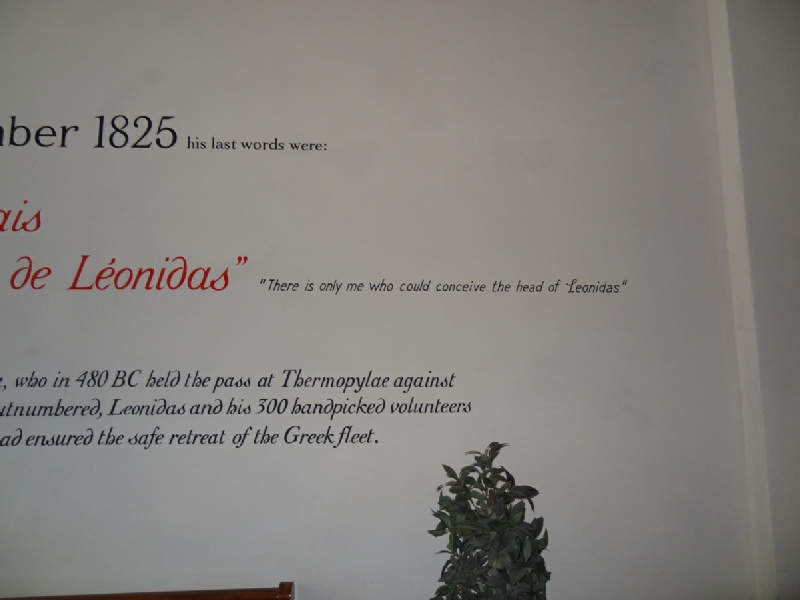 ber 1825 his last words were:
ais
de Léonidas" "There is only me who could conceive the head of Leonidas"
, who in 480 BC held the pass at Thermopylae against
utnumbered, Leonidas and his 300 handpicked volunteers
ad ensured the safe retreat of the Greek fleet.